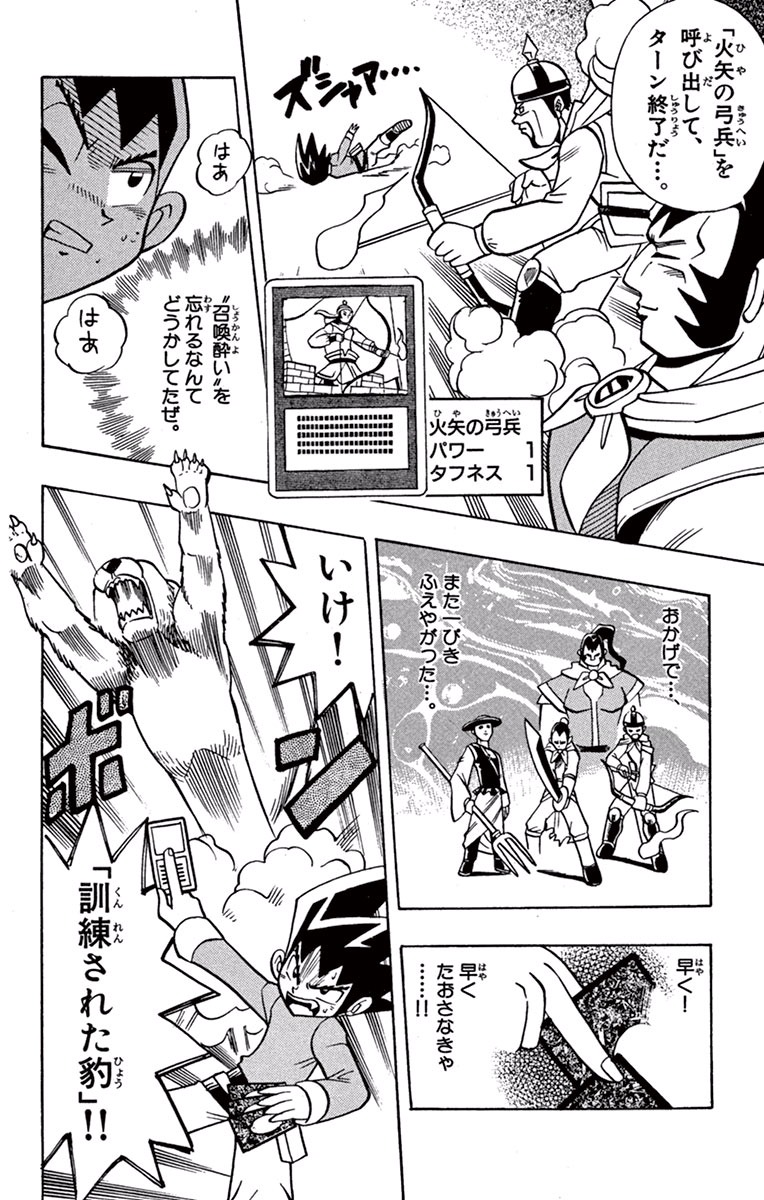 「火矢の弓兵」を
呼び出して、
ターン終了だ…。
ズシャァ‥‥
火矢の弓兵
パワー 1
タフネス 1
はぁ
〝召喚酔い〟を
忘れるなんて
どうかしてたぜ。
はぁ
おかげで…、
また一ぴき
ふえやがった…。
早く！
早く
たおさなきゃ
……!!
いけ！
ボン
「訓練された豹」!!